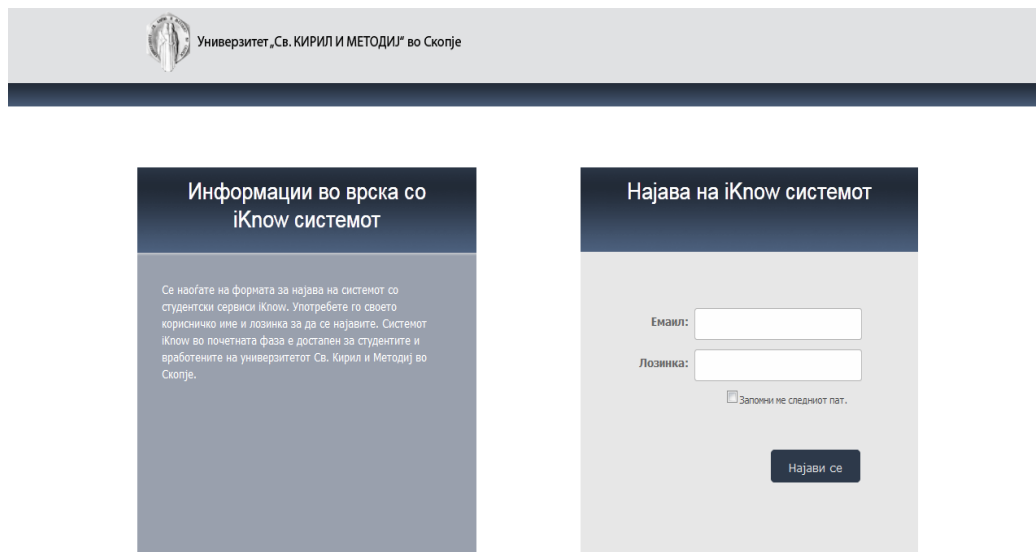 Универзитет „Св. КИРИЛ И МЕТОДИЈ“ во Скопје
Информации во врска со
iKnow системот
Се наоѓате на формата за најава на системот со
студентски сервиси iKnow. Употребете го своето
корисничко име и лозинка за да се најавите. Системот
iKnow во почетната фаза е достапен за студентите и
вработените на универзитетот Св. Кирил и Методиј во
Скопје.
Најава на iKnow системот
Емаил:
Лозинка:
Запомни ме следниот пат.
Најави се